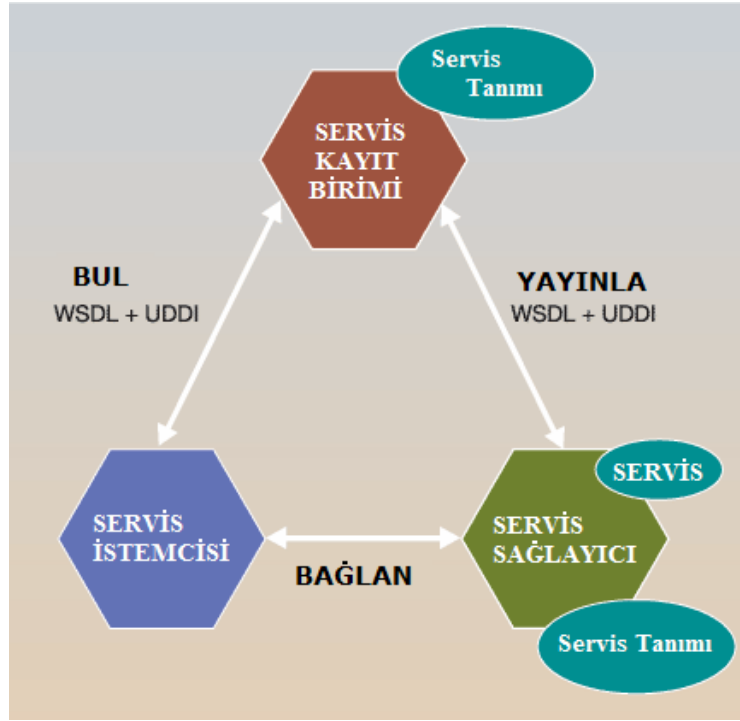 Servis
Tanımı
SERVİS
KAYIT
BİRİMİ
BUL
WSDL + UDDI
YAYINLA
WSDL + UDDI
SERVİS
SERVİS
İSTEMCİSİ
SERVİS
SAĞLAYICI
BAĞLAN
Servis Tanımı